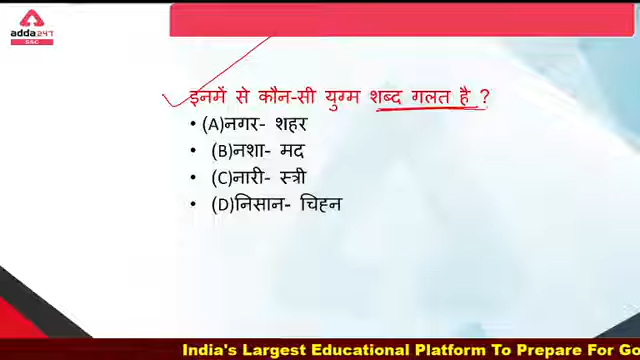 adda247
SSC
इनमें से कौन-सी युग्म शब्द गलत है ?
• (A)नगर- शहर
• (B)नशा- मद
• (C)नारी- स्त्री
• (D)निसान- चिह्न
India's Largest Educational Platform To Prepare For Go